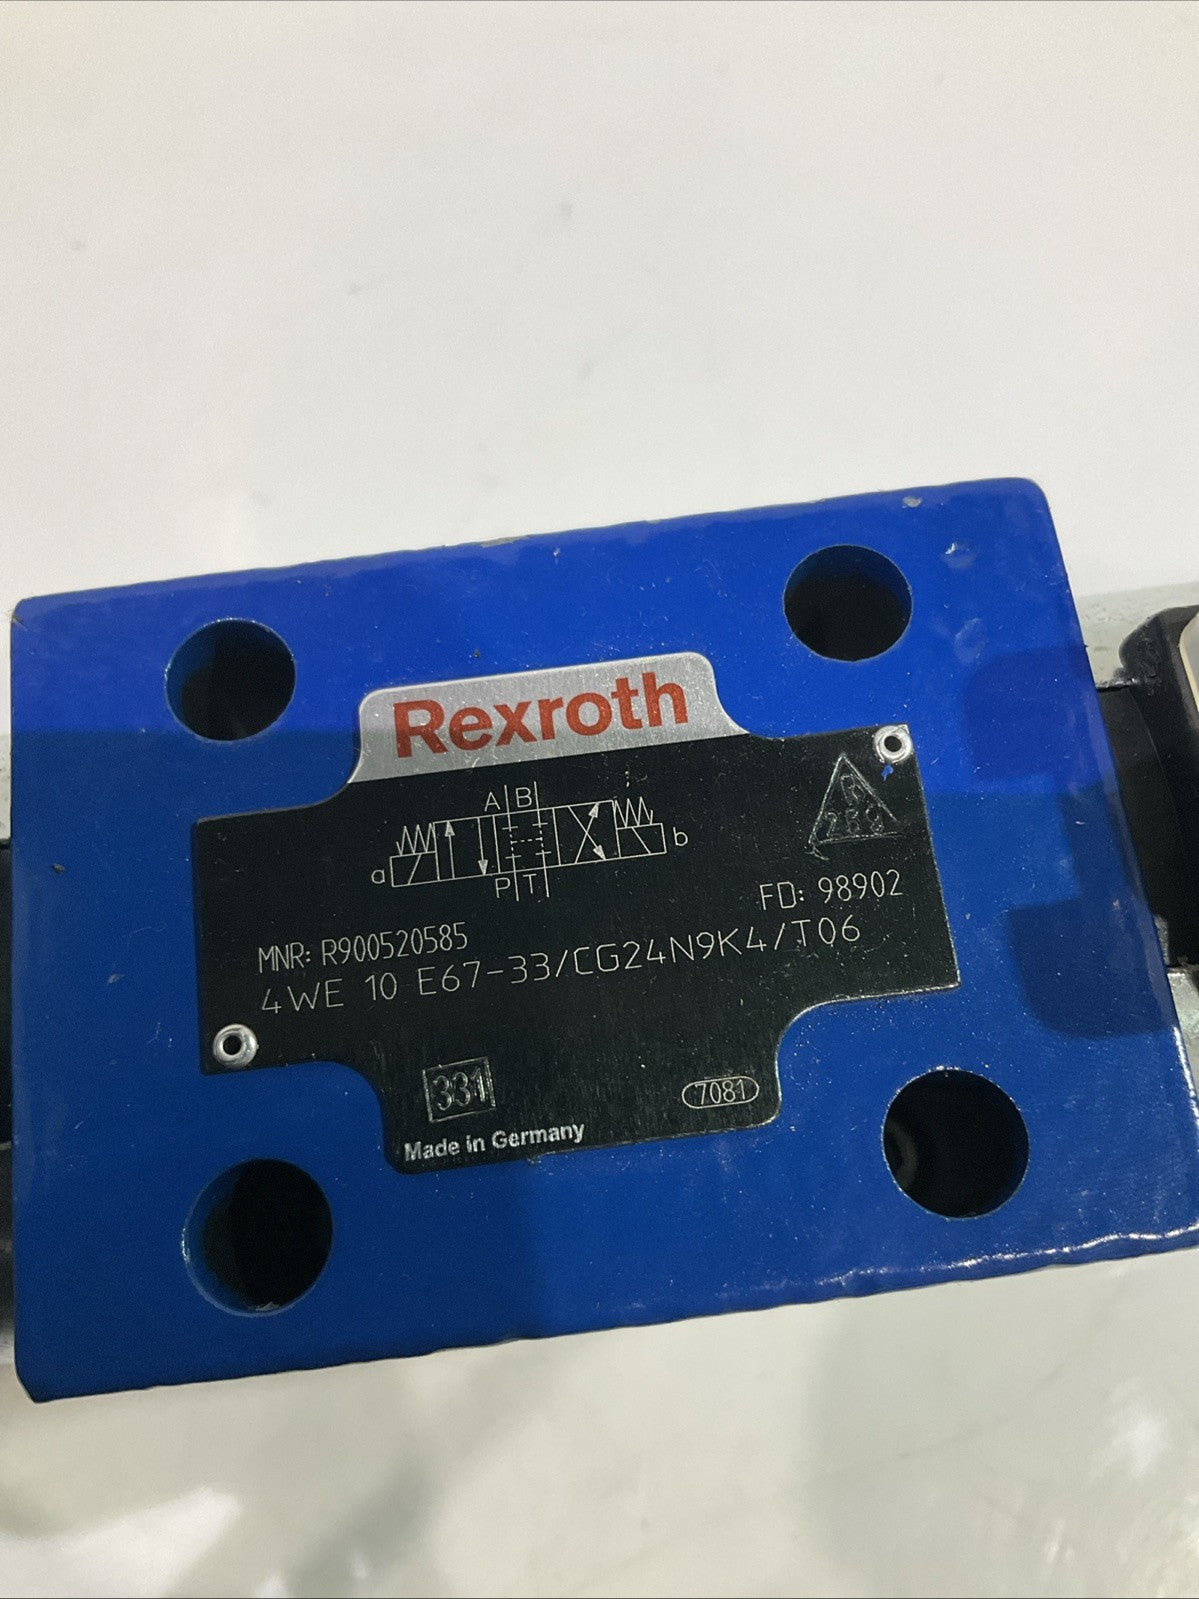 Rexroth
A B
a b
P T
FD: 98902
MNR: R900520585
4WE 10 E67-33/CG24N9K4/T06
331
7081
Made in Germany